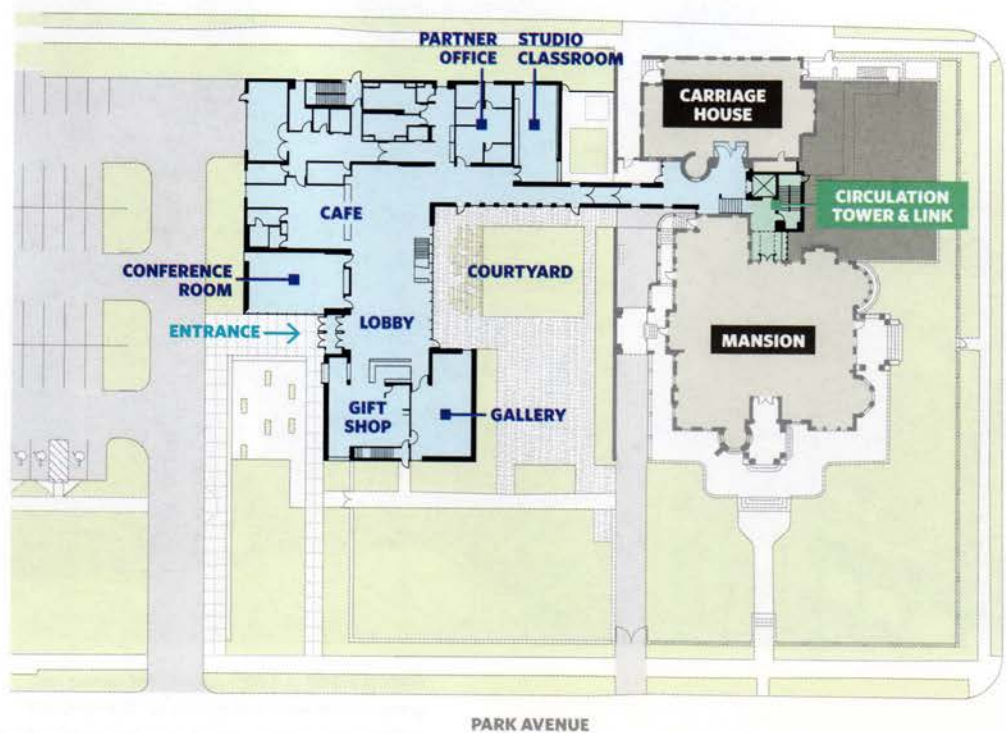 PARTNER
OFFICE
STUDIO
CLASSROOM
CARRIAGE
HOUSE
CIRCULATION
TOWER & LINK
CAFE
CONFERENCE
ROOM
COURTYARD
ENTRANCE
LOBBY
MANSION
GIFT
SHOP
GALLERY
PARK AVENUE